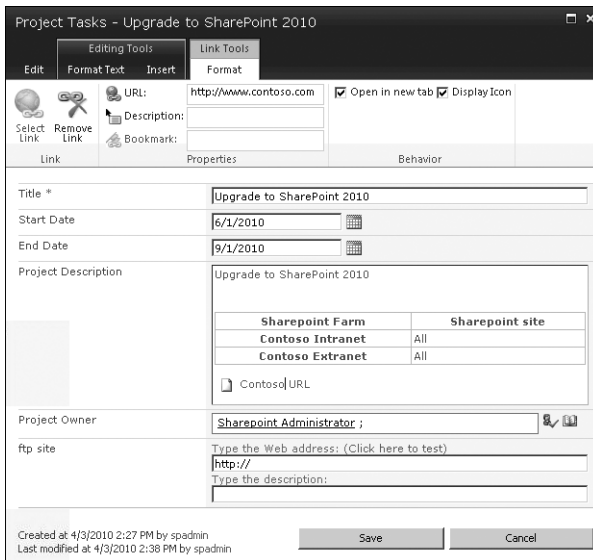 Project Tasks - Upgrade to SharePoint 2010
Editing Tools Link Tools
Edit Format Text Insert Format
Select Link
Remove Link
URL: http://www.contoso.com
Description:
Bookmark:
Open in new tab Display Icon
Link Properties Behavior
Title * Upgrade to SharePoint 2010
Start Date 6/1/2010
End Date 9/1/2010
Project Description Upgrade to SharePoint 2010
Sharepoint Farm Sharepoint site
Contoso Intranet All
Contoso Extranet All
Contoso URL
Project Owner Sharepoint Administrator ;
ftp site Type the Web address: (Click here to test)
http://
Type the description:
Created at 4/3/2010 2:27 PM by spadmin
Last modified at 4/3/2010 2:38 PM by spadmin
Save Cancel